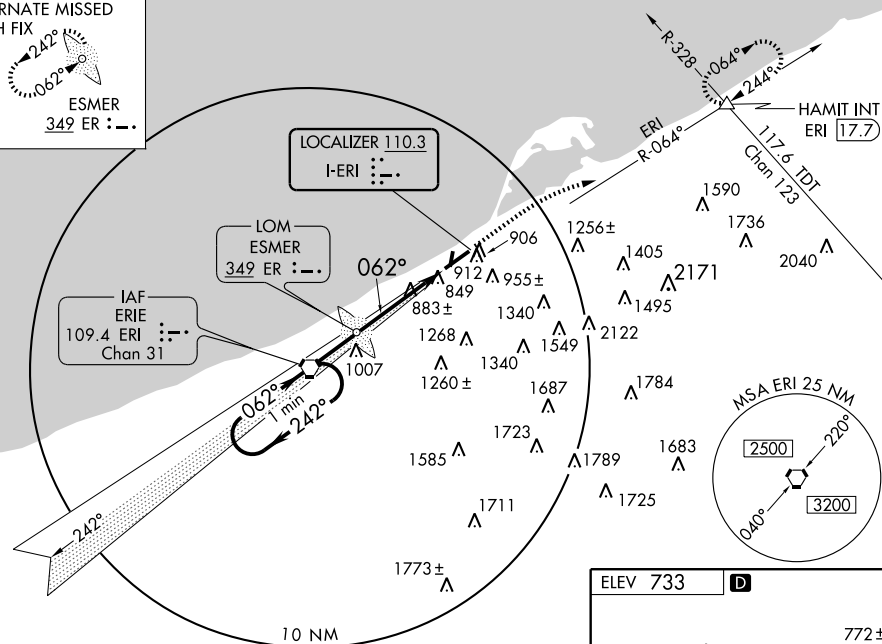 RNATE MISSED
H FIX
242°
062°
ESMER
349 ER
R-328
064°
244°
HAMIT INT
ERI 17.7
ERI
R-064°
117.6 TDT
Chan 123
LOCALIZER 110.3
I-ERI
LOM
ESMER
349 ER
062°
IAF
ERIE
109.4 ERI
Chan 31
062°
1 min
242°
242°
906
912
849
955±
883±
1007
1268
1260±
1340
1340
1256±
1405
1590
1736
2040
2171
1495
1549
2122
1687
1784
1723
1585
1789
1683
1725
1711
1773±
10 NM
MSA ERI 25 NM
2500
220°
040°
3200
ELEV 733 D
772±